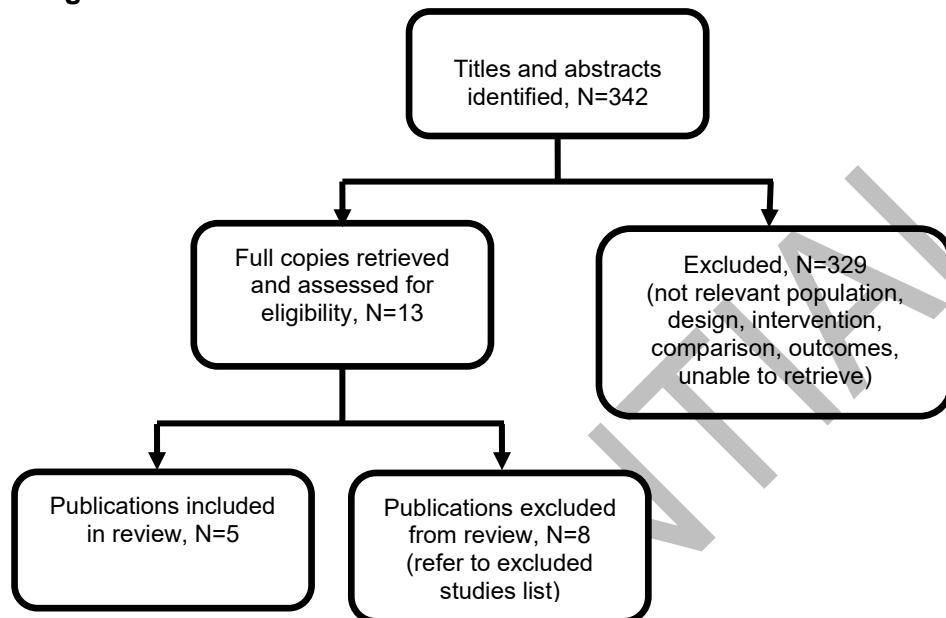 Titles and abstracts
identified, N=342
Full copies retrieved
and assessed for
eligibility, N=13
Excluded, N=329
(not relevant population,
design, intervention,
comparison, outcomes,
unable to retrieve)
Publications included
in review, N=5
Publications excluded
from review, N=8
(refer to excluded
studies list)